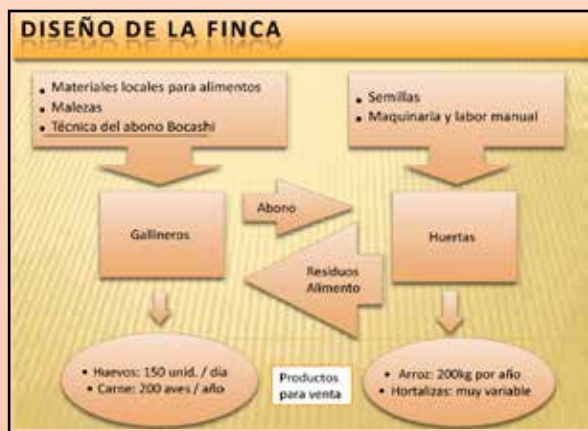 DISEÑO DE LA FINCA
• Materiales locales para alimentos
• Malezas
• Técnica del abono Bocashi
• Semillas
• Maquinaria y labor manual
Gallineros
Abono
Huertas
Residuos
Alimento
• Huevos: 150 unid. / día
• Carne: 200 aves / año
Productos
para venta
• Arroz: 200kg por año
• Hortalizas: muy variable